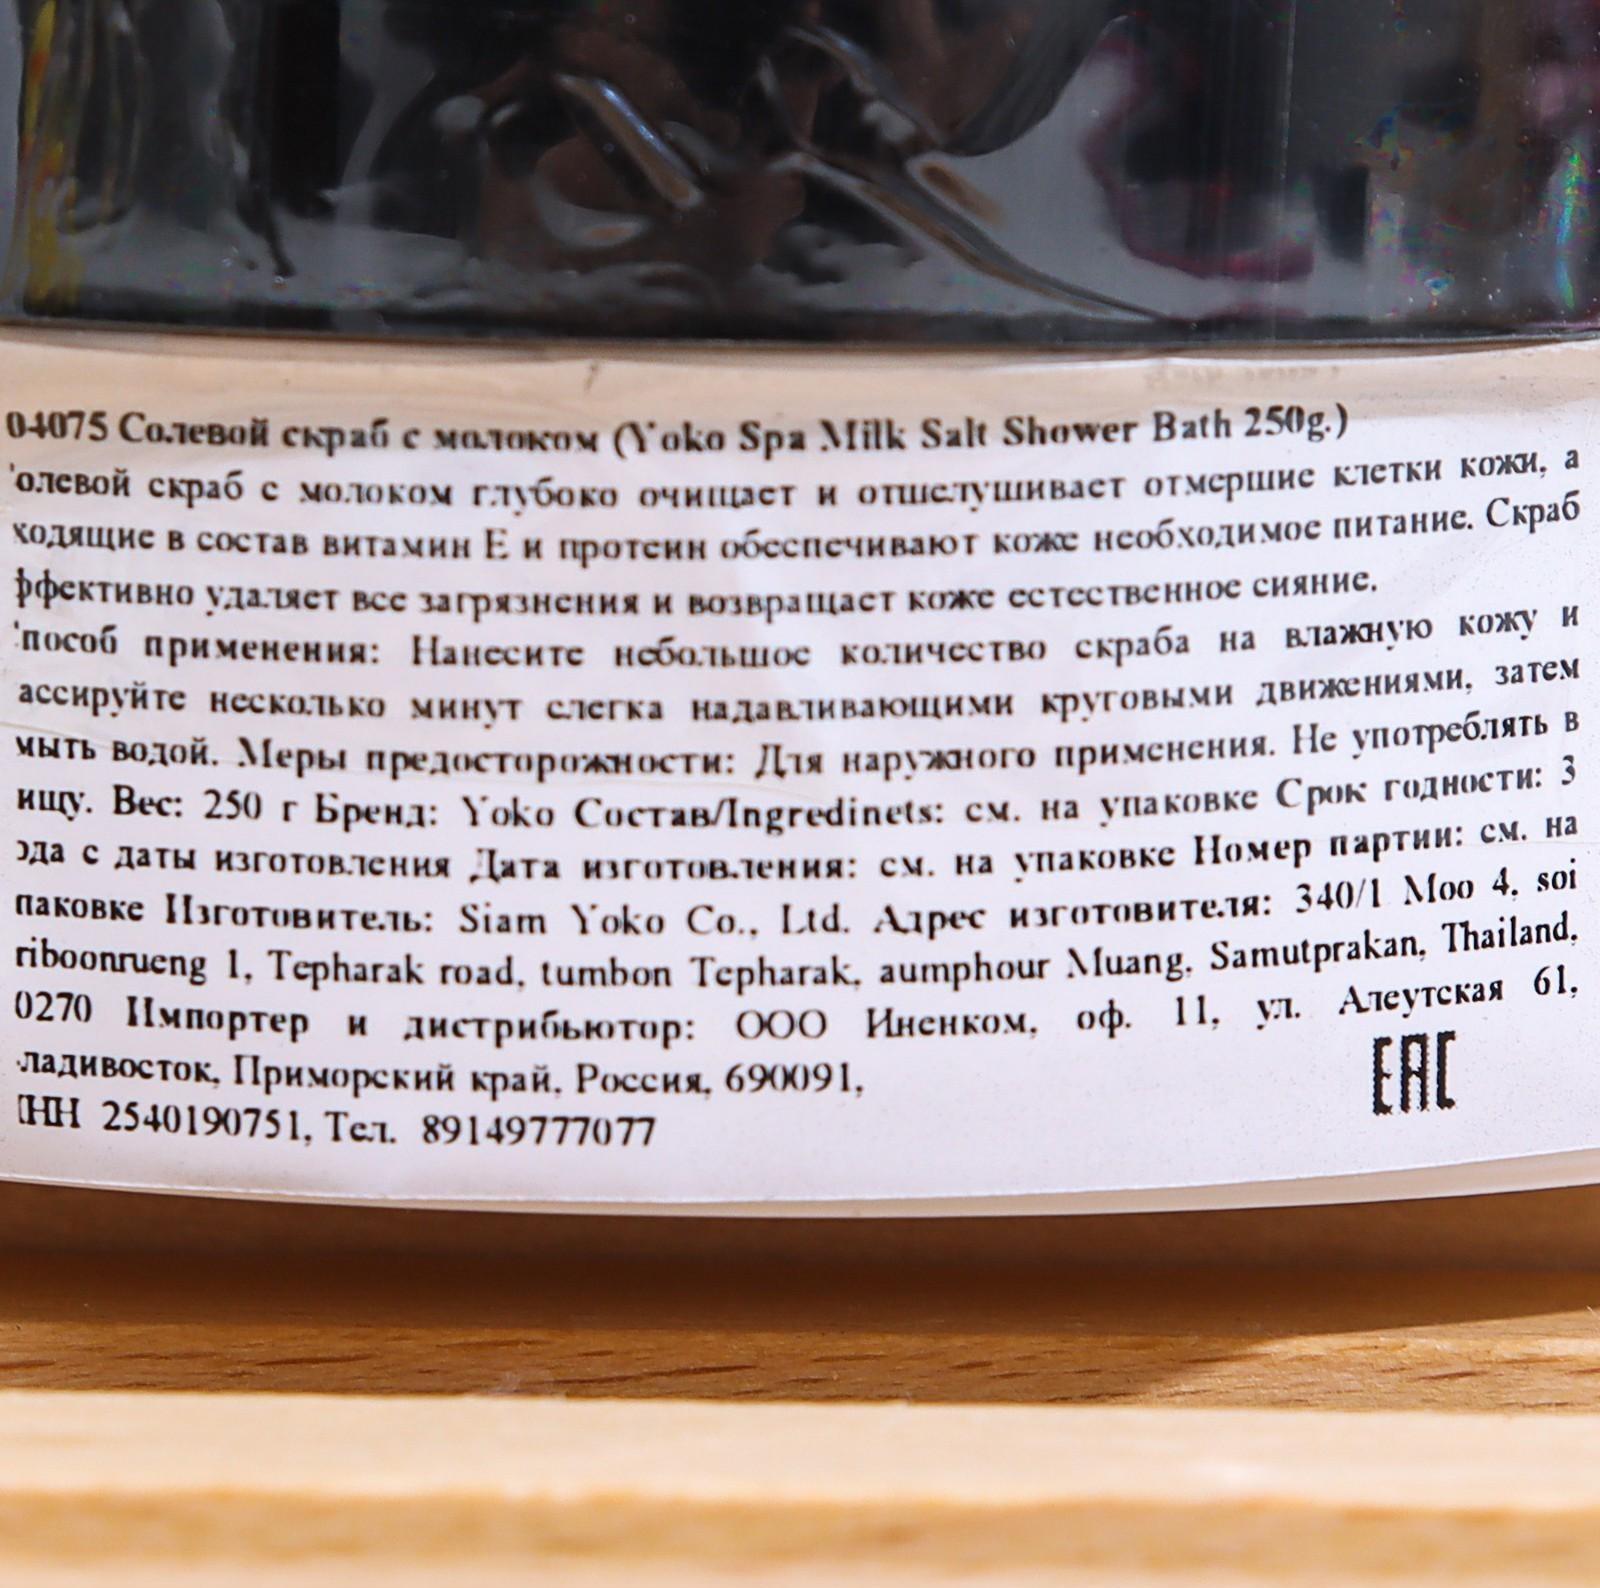 04075 Солевой скраб с молоком (Yoko Spa Milk Salt Shower Bath 250g.)
олевой скраб с молоком глубоко очищает и отшелушивает отмершие клетки кожи, а
ходящие в состав витамин Е и протеин обеспечивают коже необходимое питание. Скраб
ффективно удаляет все загрязнения и возвращает коже естественное сияние.
пособ применения: Нанесите небольшое количество скраба на влажную кожу и
ассируйте несколько минут слегка надавливающими круговыми движениями, затем
мыть водой. Меры предосторожности: Для наружного применения. Не употреблять в
ищу. Вес: 250 г Бренд: Yoko Состав/Ingredinets: см. на упаковке Срок годности: 3
ода с даты изготовления Дата изготовления: см. на упаковке Номер партии: см. на
паковке Изготовитель: Siam Yoko Co., Ltd. Адрес изготовителя: 340/1 Moo 4, soi
riboonrueng 1, Tepharak road, tumbon Tepharak, aumphour Muang, Samutprakan, Thailand,
0270 Импортер и дистрибьютор: ООО Иненком, оф. 11, ул. Алеутская 61,
ладивосток, Приморский край, Россия, 690091,
ИНН 2540190751, Тел. 89149777077
EAC